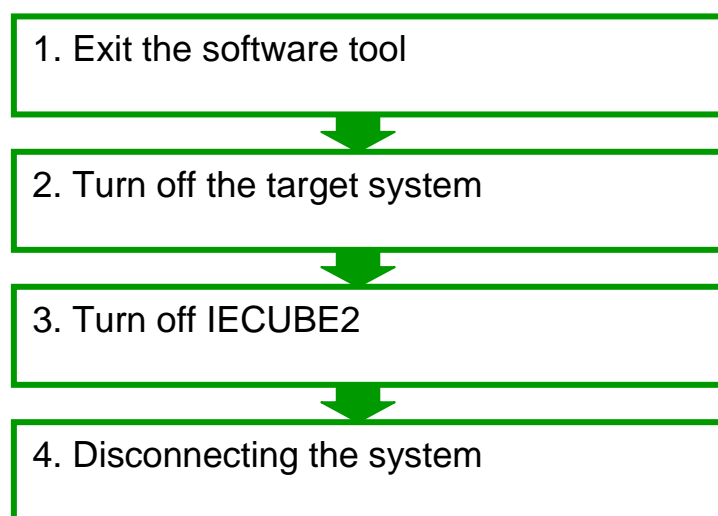 1. Exit the software tool
2. Turn off the target system
3. Turn off IECUBE2
4. Disconnecting the system